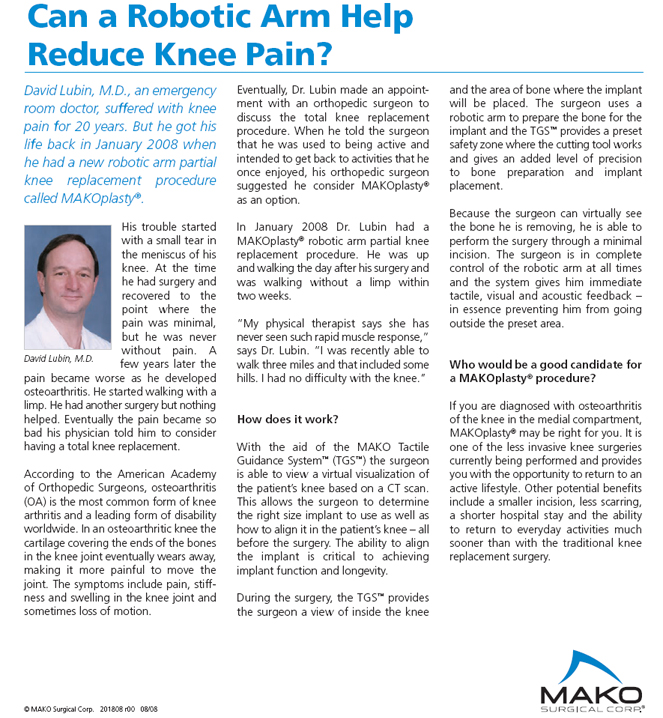 Can a Robotic Arm Help
Reduce Knee Pain?
David Lubin, M.D., an emergency
room doctor, suffered with knee
pain for 20 years. But he got his
life back in January 2008 when
he had a new robotic arm partial
knee replacement procedure
called MAKOplasty®.
His trouble started
with a small tear in
the meniscus of his
knee. At the time
he had surgery and
recovered to the
point where the
pain was minimal,
but he was never
without pain. A
few years later the
David Lubin, M.D.
pain became worse as he developed
osteoarthritis. He started walking with a
limp. He had another surgery but nothing
helped. Eventually the pain became so
bad his physician told him to consider
having a total knee replacement.
According to the American Academy
of Orthopedic Surgeons, osteoarthritis
(OA) is the most common form of knee
arthritis and a leading form of disability
worldwide. In an osteoarthritic knee the
cartilage covering the ends of the bones
in the knee joint eventually wears away,
making it more painful to move the
joint. The symptoms include pain, stiff-
ness and swelling in the knee joint and
sometimes loss of motion.
Eventually, Dr. Lubin made an appoint-
ment with an orthopedic surgeon to
discuss the total knee replacement
procedure. When he told the surgeon
that he was used to being active and
intended to get back to activities that he
once enjoyed, his orthopedic surgeon
suggested he consider MAKOplasty®
as an option.
In January 2008 Dr. Lubin had a
MAKOplasty® robotic arm partial knee
replacement procedure. He was up
and walking the day after his surgery and
was walking without a limp within
two weeks.
"My physical therapist says she has
never seen such rapid muscle response,"
says Dr. Lubin. "I was recently able to
walk three miles and that included some
hills. I had no difficulty with the knee."
How does it work?
With the aid of the MAKO Tactile
Guidance System™ (TGS™) the surgeon
is able to view a virtual visualization of
the patient's knee based on a CT scan.
This allows the surgeon to determine
the right size implant to use as well as
how to align it in the patient's knee – all
before the surgery. The ability to align
the implant is critical to achieving
implant function and longevity.
During the surgery, the TGS™ provides
the surgeon a view of inside the knee
and the area of bone where the implant
will be placed. The surgeon uses a
robotic arm to prepare the bone for the
implant and the TGS™ provides a preset
safety zone where the cutting tool works
and gives an added level of precision
to bone preparation and implant
placement.
Because the surgeon can virtually see
the bone he is removing, he is able to
perform the surgery through a minimal
incision. The surgeon is in complete
control of the robotic arm at all times
and the system gives him immediate
tactile, visual and acoustic feedback –
in essence preventing him from going
outside the preset area.
Who would be a good candidate for
a MAKOplasty® procedure?
If you are diagnosed with osteoarthritis
of the knee in the medial compartment,
MAKOplasty® may be right for you. It is
one of the less invasive knee surgeries
currently being performed and provides
you with the opportunity to return to an
active lifestyle. Other potential benefits
include a smaller incision, less scarring,
a shorter hospital stay and the ability
to return to everyday activities much
sooner than with the traditional knee
replacement surgery.
© MAKO Surgical Corp. 201808 r00 08/08
MAKO
SURGICAL CORP.®